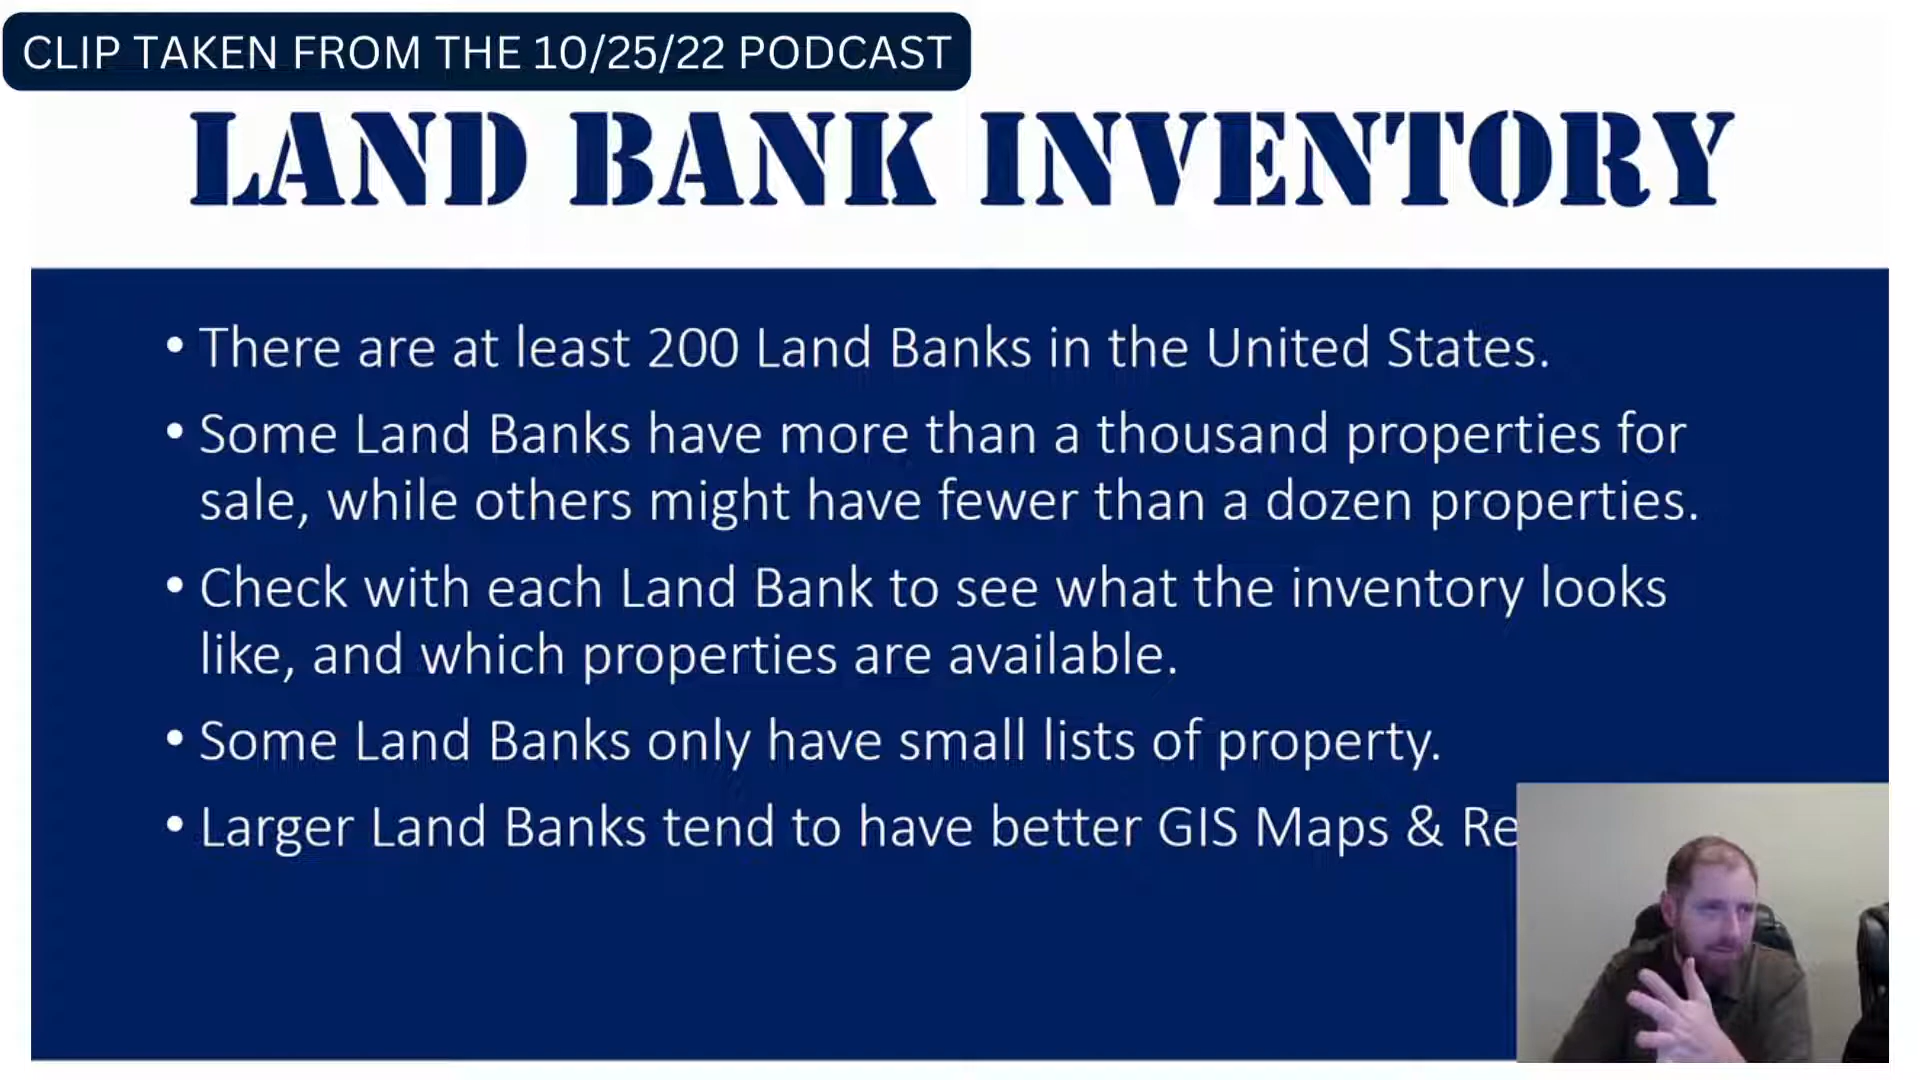 CLIP TAKEN FROM THE 10/25/22 PODCAST
LAND BANK INVENTORY
• There are at least 200 Land Banks in the United States.
• Some Land Banks have more than a thousand properties for
sale, while others might have fewer than a dozen properties.
• Check with each Land Bank to see what the inventory looks
like, and which properties are available.
• Some Land Banks only have small lists of property.
• Larger Land Banks tend to have better GIS Maps &